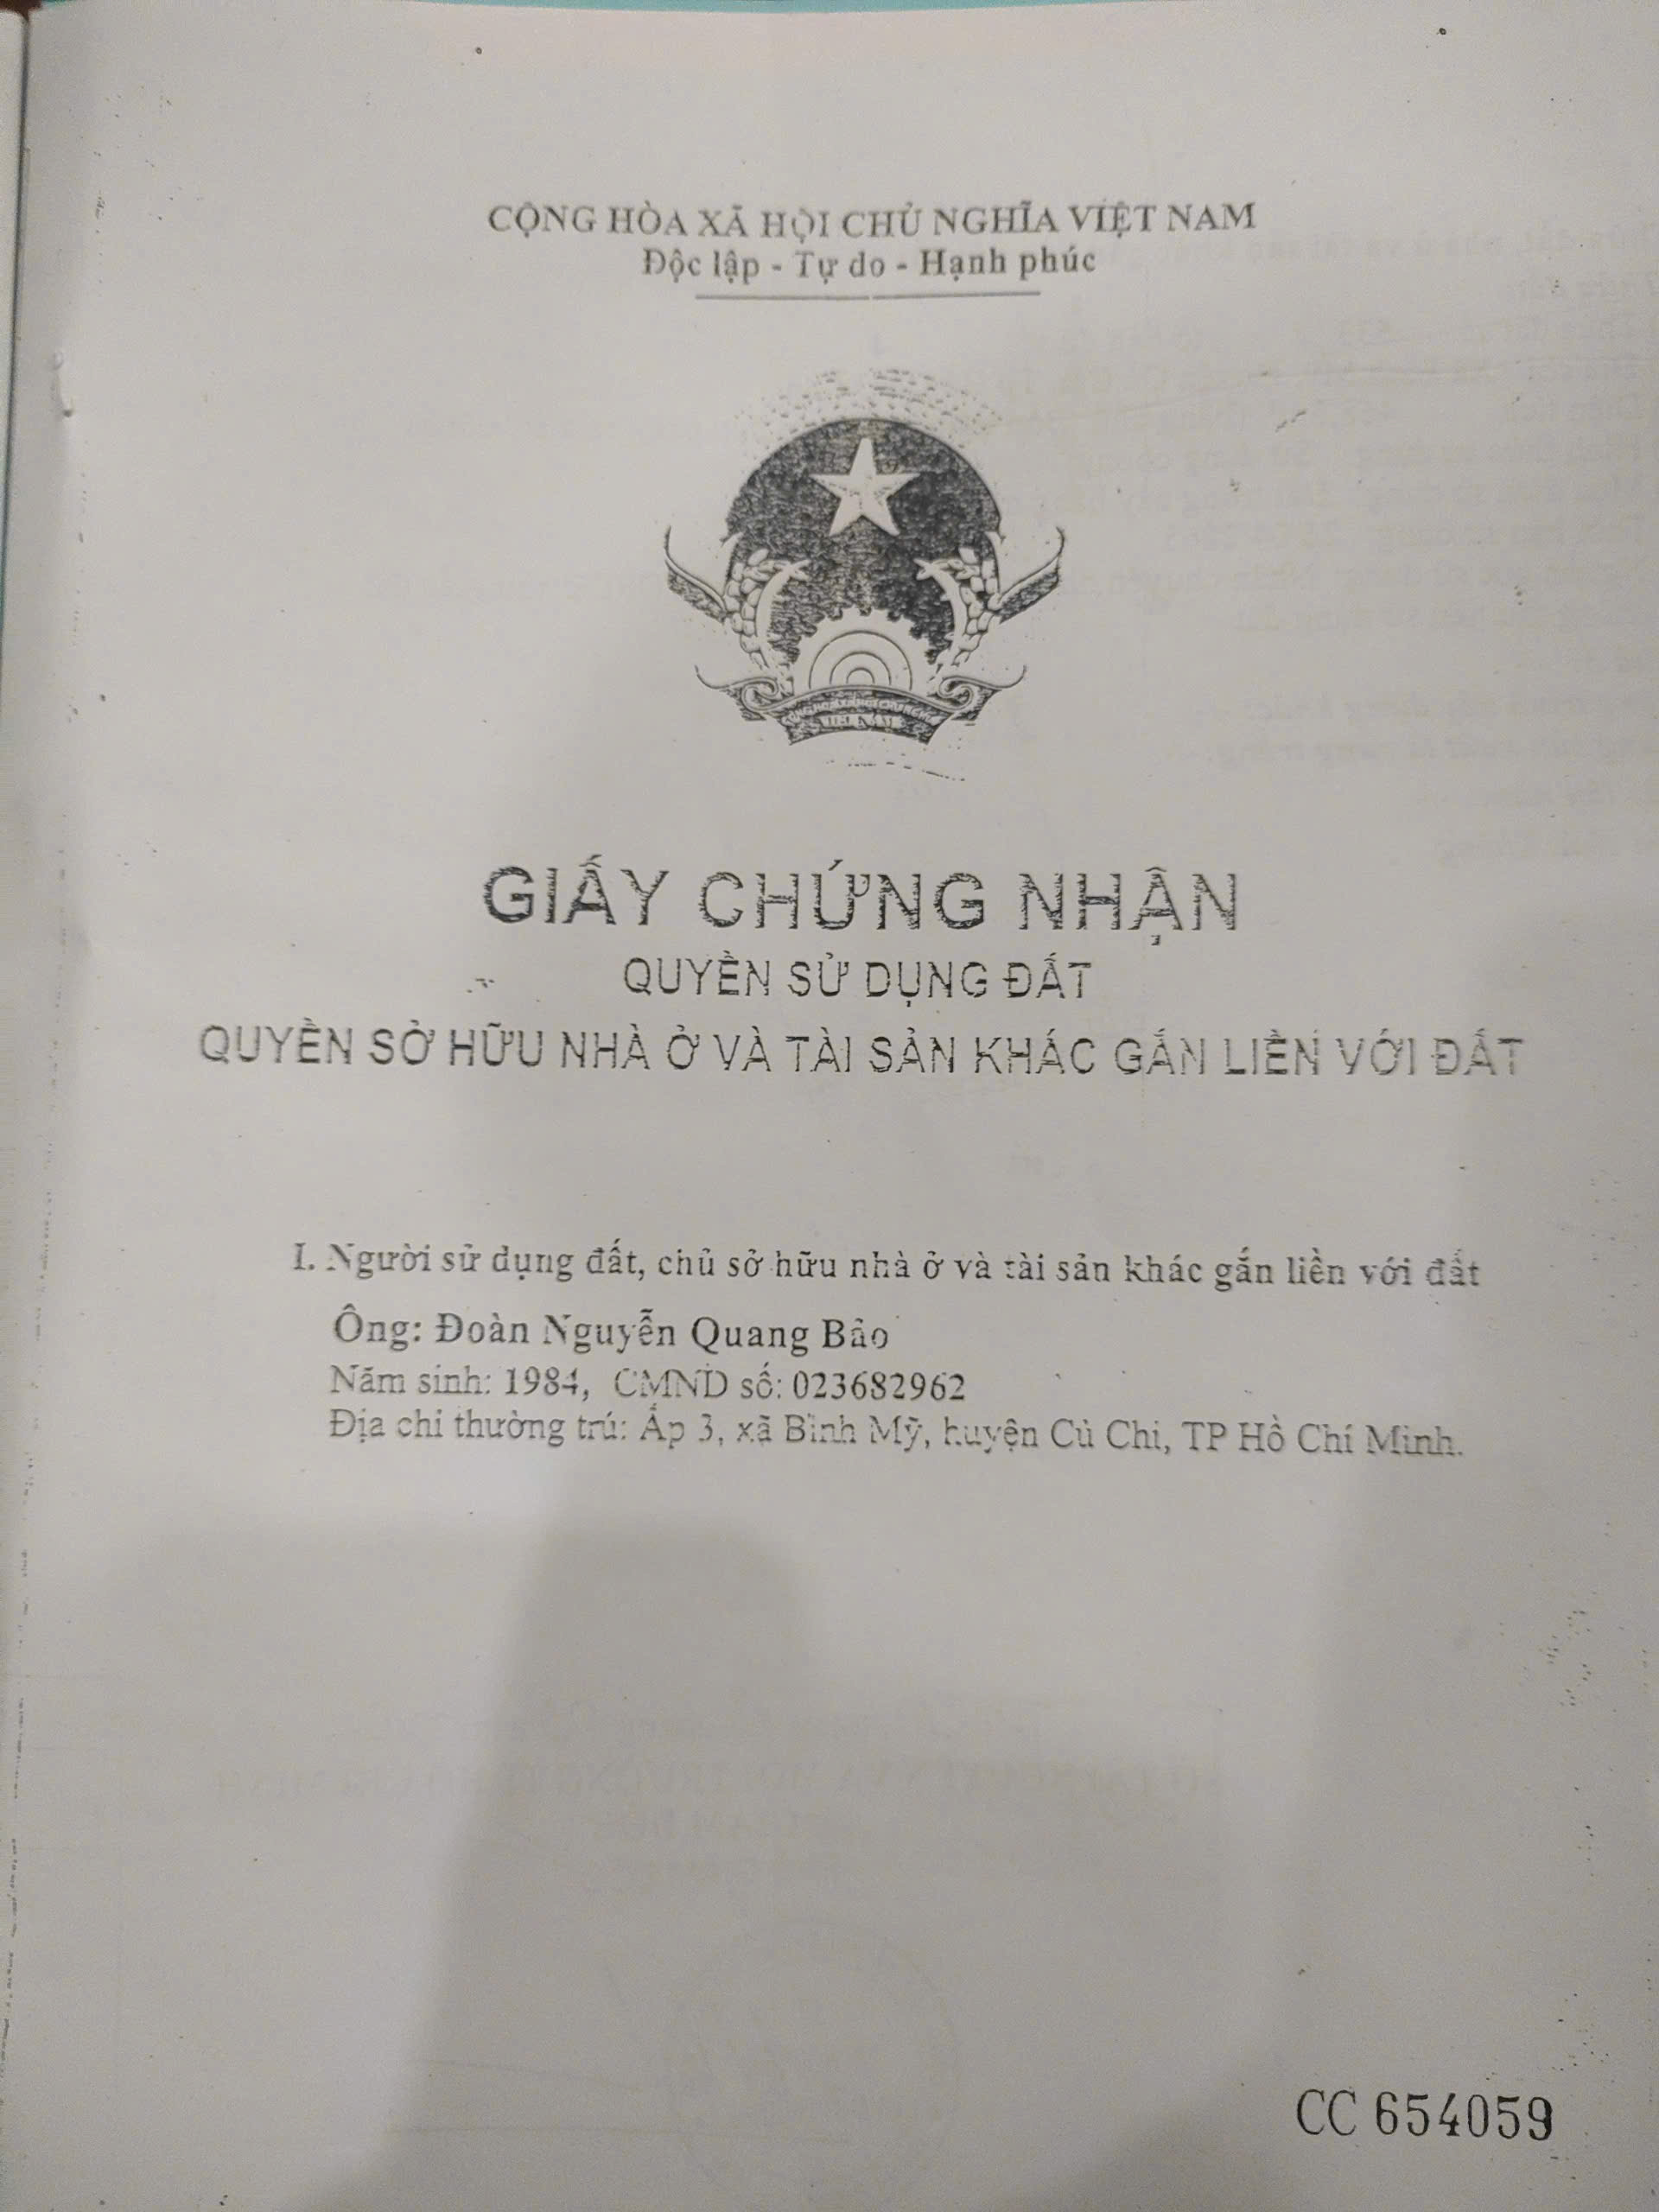 CỘNG HÒA XÃ HỘI CHỦ NGHĨA VIỆT NAM
Độc lập - Tự do - Hạnh phúc
GIẤY CHỨNG NHẬN
QUYỀN SỬ DỤNG ĐẤT
QUYỀN SỞ HỮU NHÀ Ở VÀ TÀI SẢN KHÁC GẮN LIỀN VỚI ĐẤT
I. Người sử dụng đất, chủ sở hữu nhà ở và tài sản khác gắn liền với đất
Ông: Đoàn Nguyễn Quang Bảo
Năm sinh: 1984, CMND số: 023682962
Địa chỉ thường trú: Ấp 3, xã Bình Mỹ, huyện Củ Chi, TP Hồ Chí Minh.
CC 654059